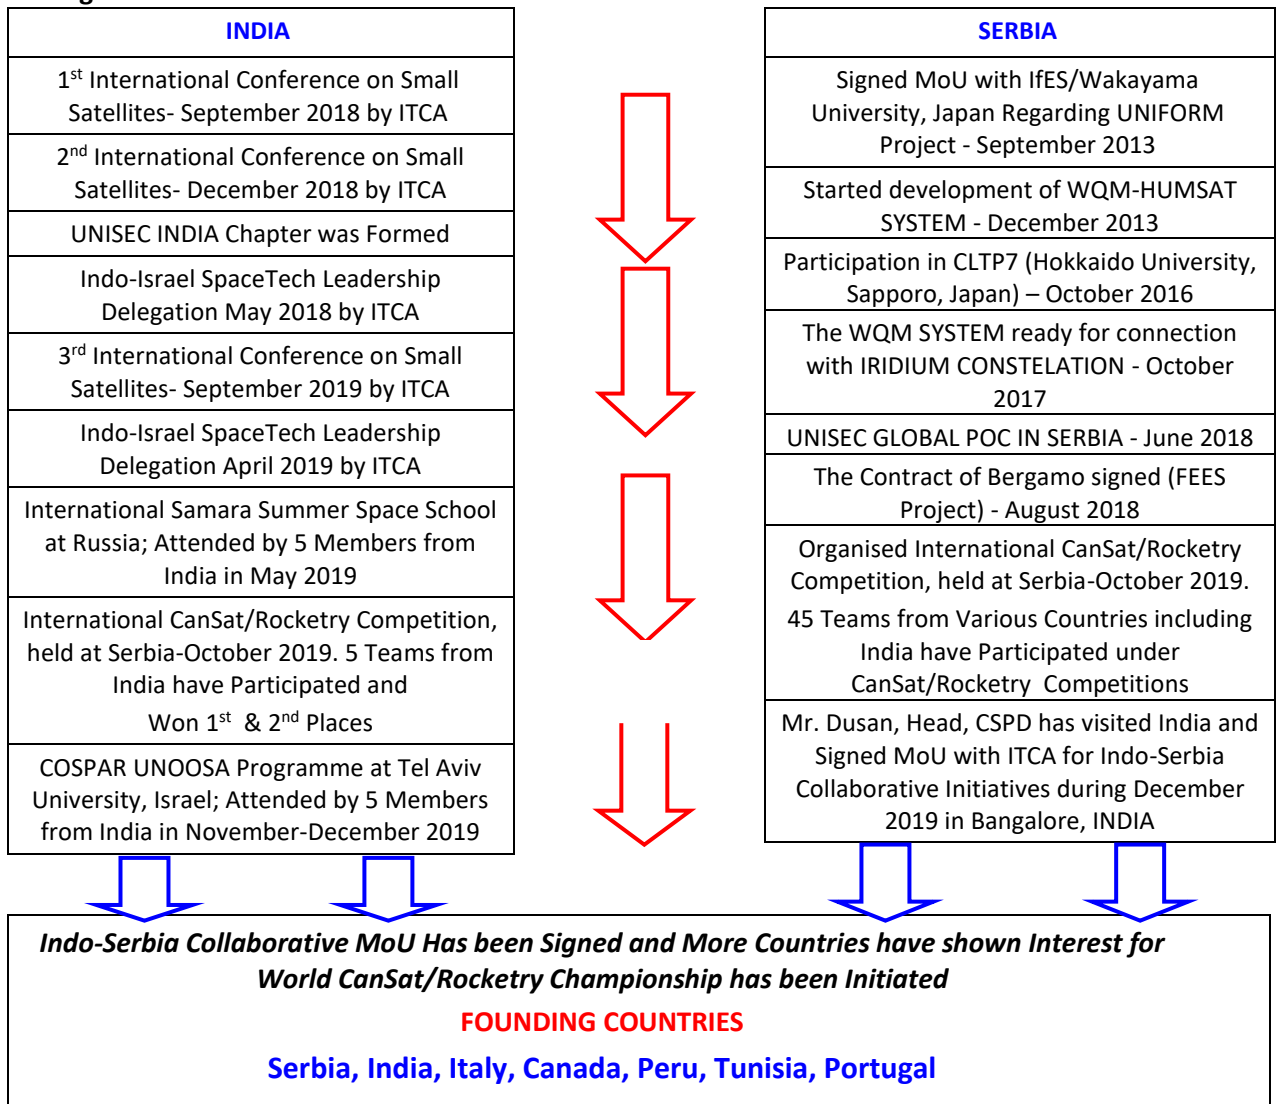 INDIA
1st International Conference on Small
Satellites- September 2018 by ITCA
2nd International Conference on Small
Satellites- December 2018 by ITCA
UNISEC INDIA Chapter was Formed
Indo-Israel SpaceTech Leadership
Delegation May 2018 by ITCA
3rd International Conference on Small
Satellites- September 2019 by ITCA
Indo-Israel SpaceTech Leadership
Delegation April 2019 by ITCA
International Samara Summer Space School
at Russia; Attended by 5 Members from
India in May 2019
International CanSat/Rocketry Competition,
held at Serbia-October 2019. 5 Teams from
India have Participated and
Won 1st & 2nd Places
COSPAR UNOOSA Programme at Tel Aviv
University, Israel; Attended by 5 Members
from India in November-December 2019
SERBIA
Signed MoU with IfES/Wakayama
University, Japan Regarding UNIFORM
Project - September 2013
Started development of WQM-HUMSAT
SYSTEM - December 2013
Participation in CLTP7 (Hokkaido University,
Sapporo, Japan) – October 2016
The WQM SYSTEM ready for connection
with IRIDIUM CONSTELATION - October
2017
UNISEC GLOBAL POC IN SERBIA - June 2018
The Contract of Bergamo signed (FEES
Project) - August 2018
Organised International CanSat/Rocketry
Competition, held at Serbia-October 2019.
45 Teams from Various Countries including
India have Participated under
CanSat/Rocketry Competitions
Mr. Dusan, Head, CSPD has visited India and
Signed MoU with ITCA for Indo-Serbia
Collaborative Initiatives during December
2019 in Bangalore, INDIA
Indo-Serbia Collaborative MoU Has been Signed and More Countries have shown Interest for
World CanSat/Rocketry Championship has been Initiated
FOUNDING COUNTRIES
Serbia, India, Italy, Canada, Peru, Tunisia, Portugal